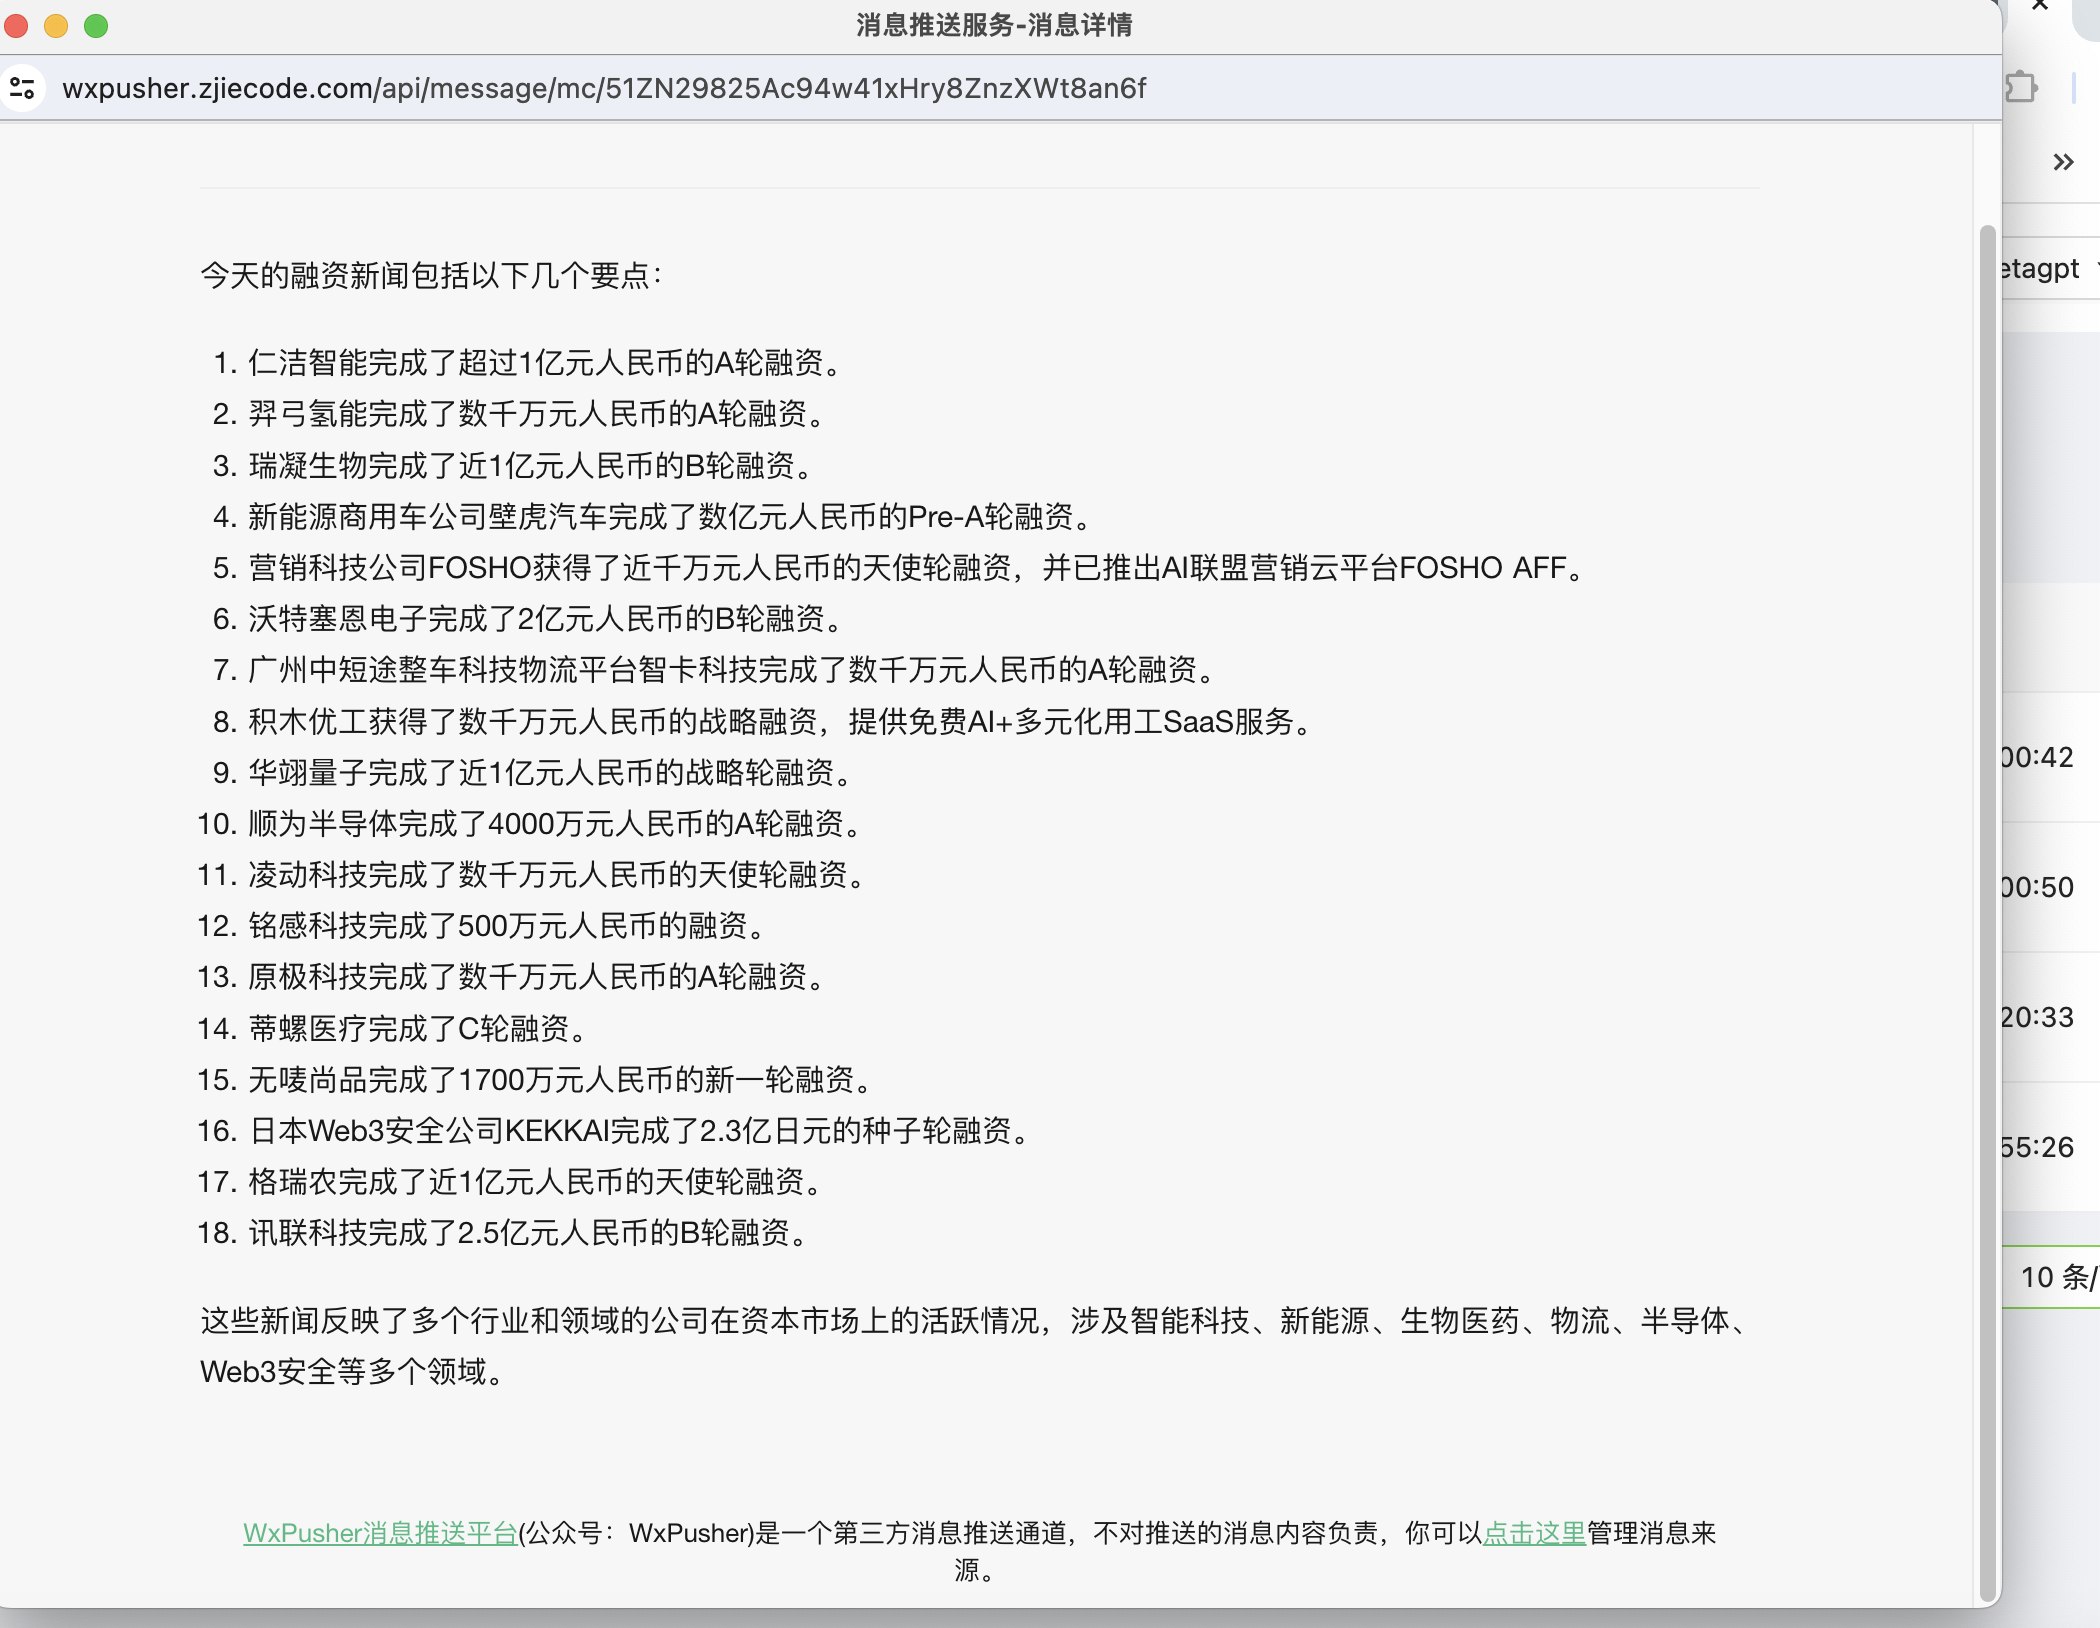 消息推送服务-消息详情
wxpusher.zjiecode.com/api/message/mc/51ZN29825Ac94w41xHry8ZnzXWt8an6f
今天的融资新闻包括以下几个要点：
1. 仁洁智能完成了超过1亿元人民币的A轮融资。
2. 羿弓氢能完成了数千万元人民币的A轮融资。
3. 瑞凝生物完成了近1亿元人民币的B轮融资。
4. 新能源商用车公司壁虎汽车完成了数亿元人民币的Pre-A轮融资。
5. 营销科技公司FOSHO获得了近千万元人民币的天使轮融资，并已推出AI联盟营销云平台FOSHO AFF。
6. 沃特塞恩电子完成了2亿元人民币的B轮融资。
7. 广州中短途整车科技物流平台智卡科技完成了数千万元人民币的A轮融资。
8. 积木优工获得了数千万元人民币的战略融资，提供免费AI+多元化用工SaaS服务。
9. 华翊量子完成了近1亿元人民币的战略轮融资。
10. 顺为半导体完成了4000万元人民币的A轮融资。
11. 凌动科技完成了数千万元人民币的天使轮融资。
12. 铭感科技完成了500万元人民币的融资。
13. 原极科技完成了数千万元人民币的A轮融资。
14. 蒂螺医疗完成了C轮融资。
15. 无唛尚品完成了1700万元人民币的新一轮融资。
16. 日本Web3安全公司KEKKAI完成了2.3亿日元的种子轮融资。
17. 格瑞农完成了近1亿元人民币的天使轮融资。
18. 讯联科技完成了2.5亿元人民币的B轮融资。
这些新闻反映了多个行业和领域的公司在资本市场上的活跃情况，涉及智能科技、新能源、生物医药、物流、半导体、
Web3安全等多个领域。
WxPusher消息推送平台(公众号：WxPusher)是一个第三方消息推送通道，不对推送的消息内容负责，你可以点击这里管理消息来
源。
etagpt
00:42
00:50
20:33
55:26
10 条/